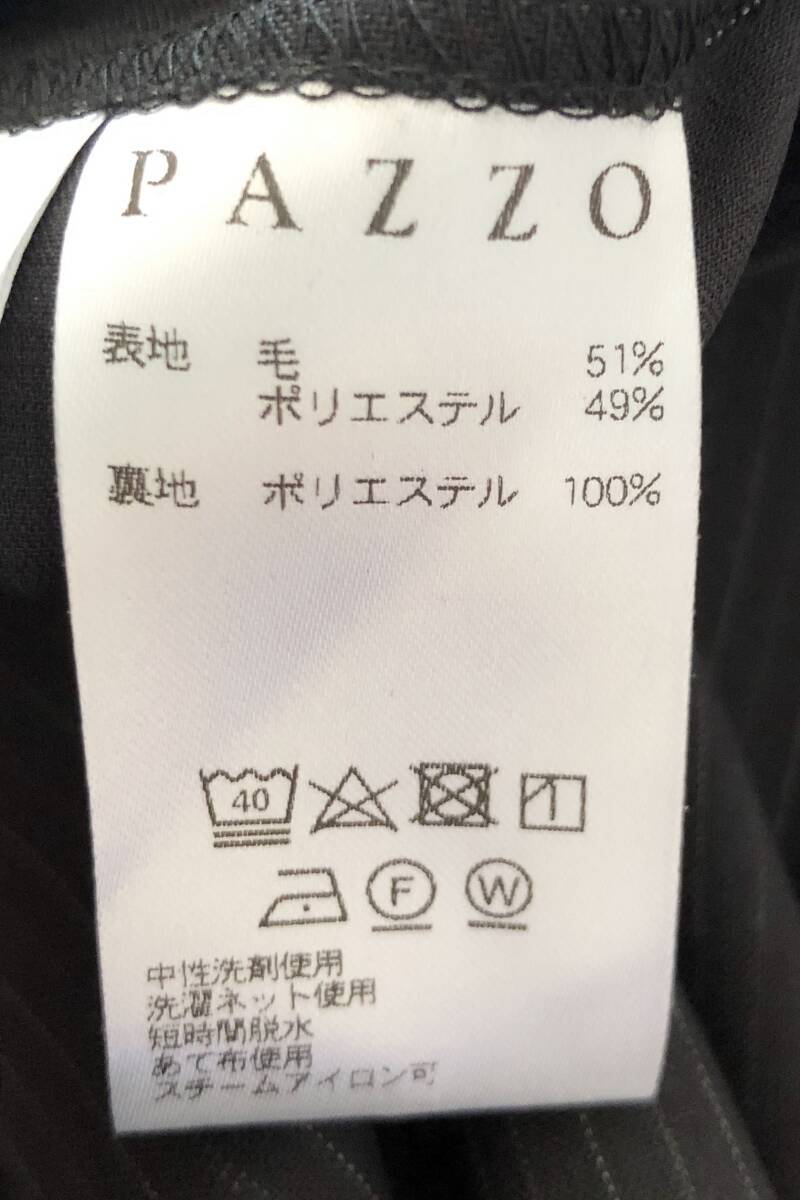 PAZZO
表地 毛 51%
ポリエステル 49%
裏地 ポリエステル 100%
40
F W
中性洗剤使用
洗濯ネット使用
短時間脱水
あて布使用
スチームアイロン可